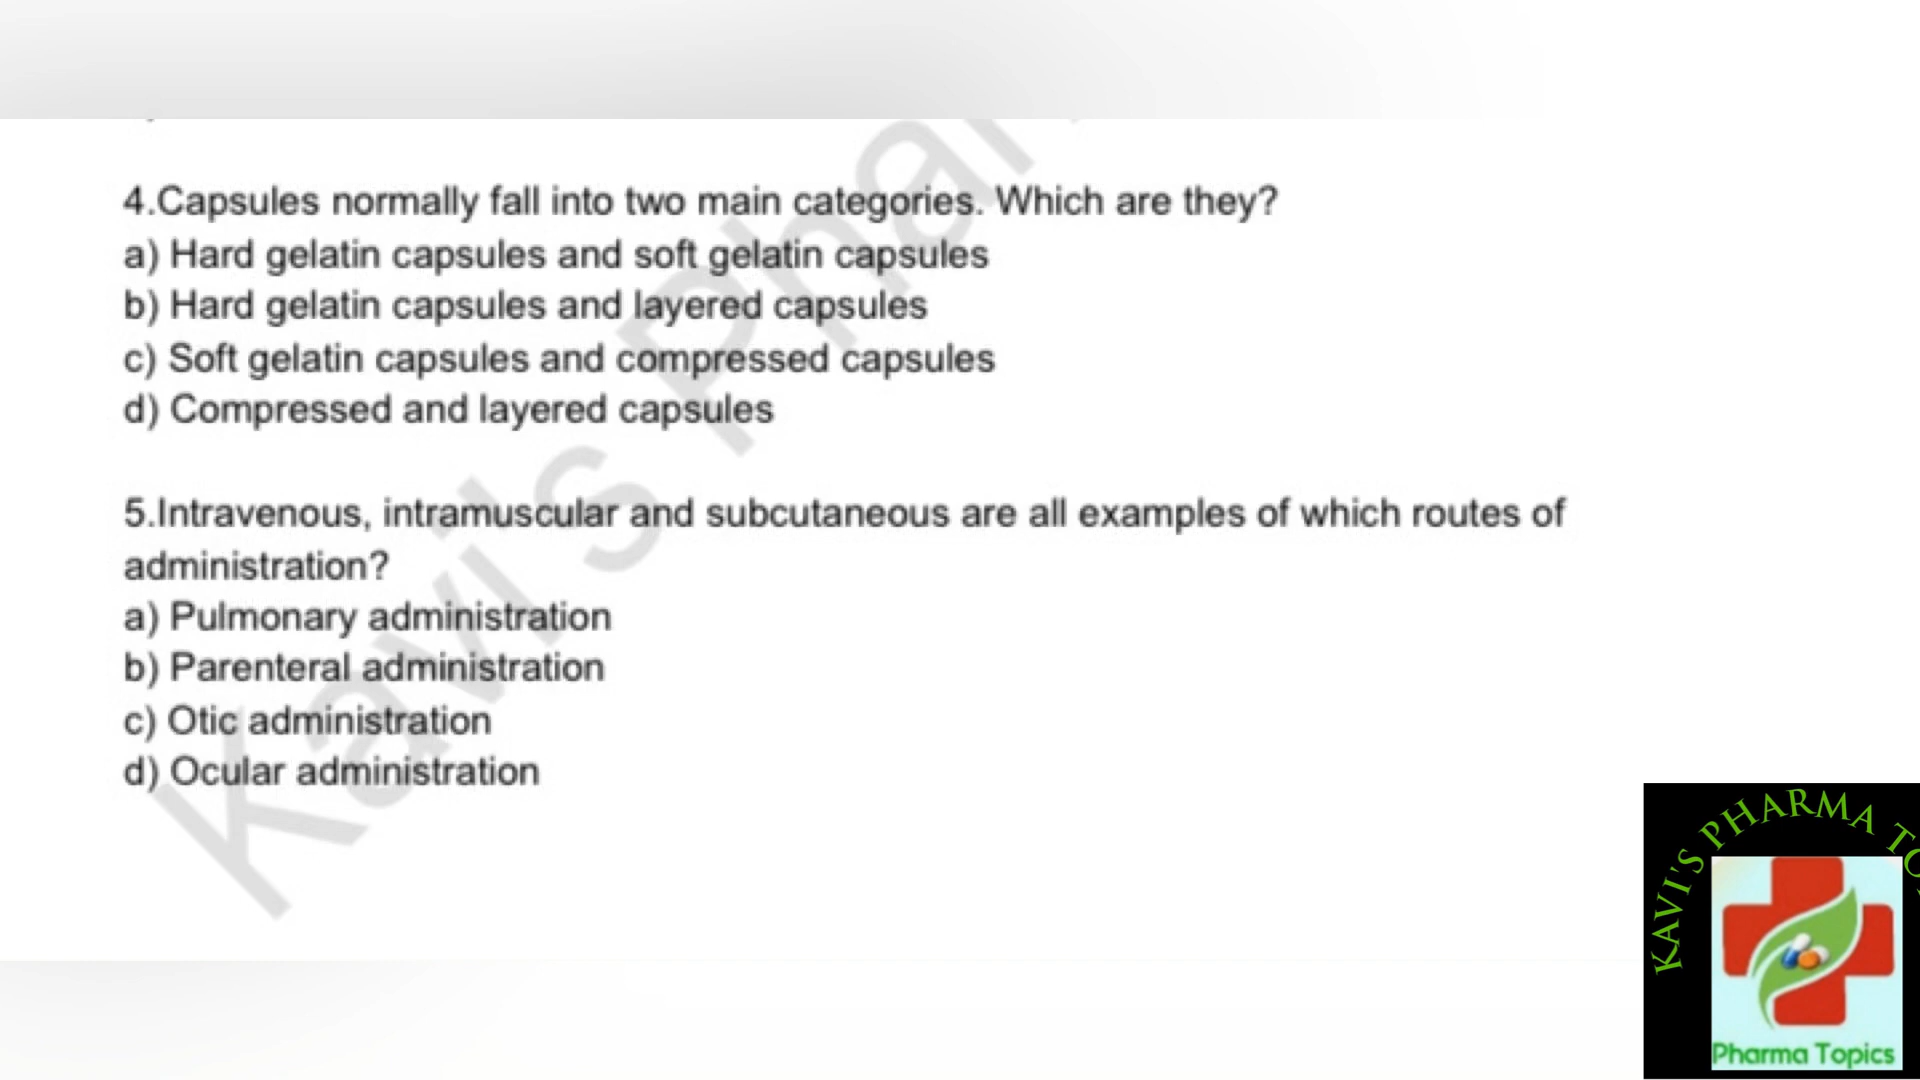 4.Capsules normally fall into two main categories. Which are they?
a) Hard gelatin capsules and soft gelatin capsules
b) Hard gelatin capsules and layered capsules
c) Soft gelatin capsules and compressed capsules
d) Compressed and layered capsules
5.Intravenous, intramuscular and subcutaneous are all examples of which routes of
administration?
a) Pulmonary administration
b) Parenteral administration
c) Otic administration
d) Ocular administration
Kavi's Phar
KAVI'S PHARMA TO
Pharma Topics